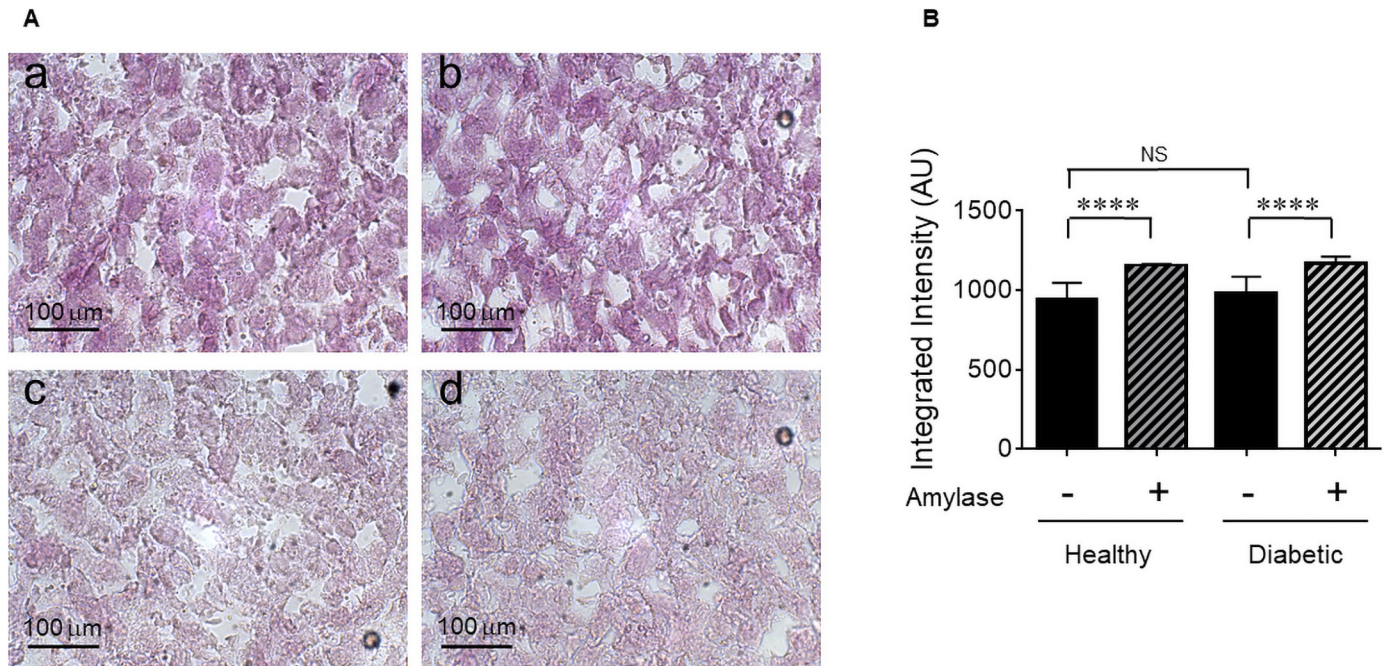 A
a
b
100 µm
100 µm
c
d
100 µm
100 µm
B
Integrated Intensity (AU)
NS
**** ****
1500
1000
500
0
Amylase - + - +
Healthy Diabetic